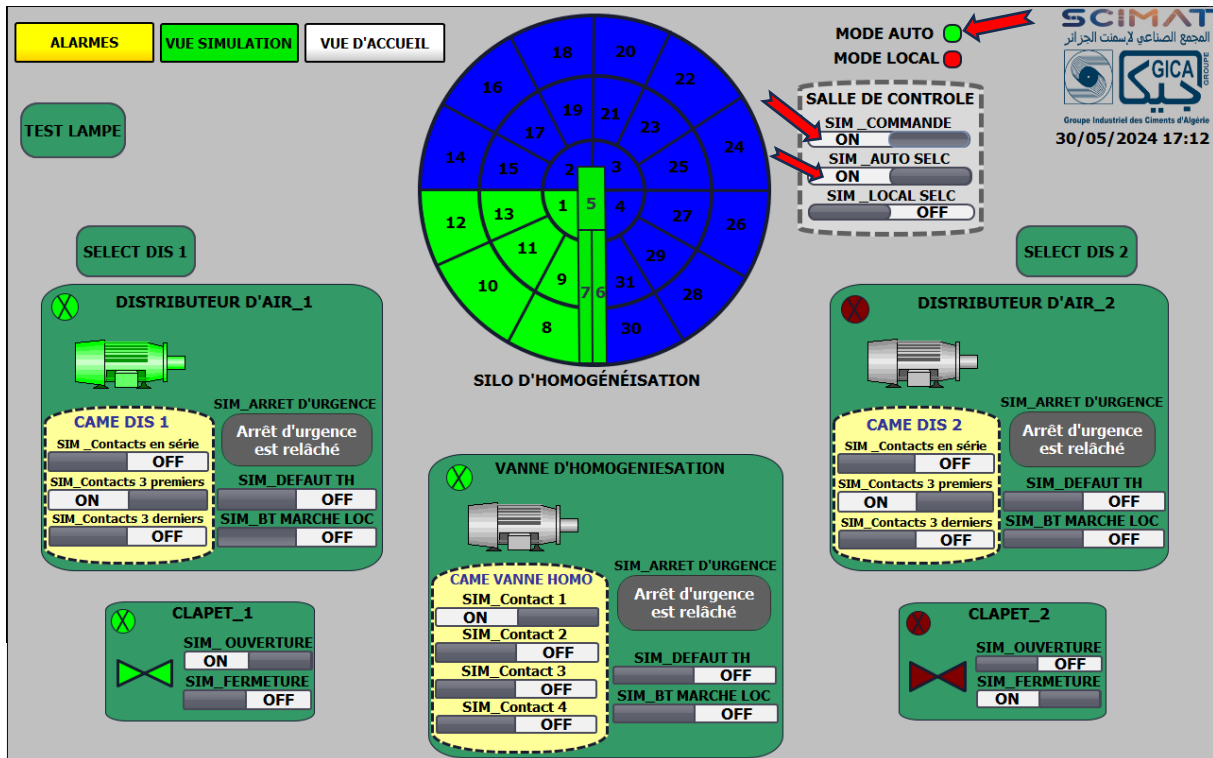 ALARMES
VUE SIMULATION
VUE D'ACCUEIL
MODE AUTO
MODE LOCAL
SCIMAT
المجمع الصناعي لإسمنت الجزائر
GICA
جيكا
GROUPE
Groupe Industriel des Ciments d'Algérie
30/05/2024 17:12
TEST LAMPE
SALLE DE CONTROLE
SIM _COMMANDE
ON
SIM _AUTO SELC
ON
SIM _LOCAL SELC
OFF
18
20
16
22
19
21
17
23
14
24
15
2
3
25
12
13
1
5
4
27
26
11
29
10
9
7
6
31
28
8
30
SILO D'HOMOGÉNÉISATION
SELECT DIS 1
SELECT DIS 2
DISTRIBUTEUR D'AIR_1
SIM_ARRET D'URGENCE
Arrêt d'urgence
est relâché
CAME DIS 1
SIM _Contacts en série
OFF
SIM_Contacts 3 premiers
ON
SIM_Contacts 3 derniers
OFF
SIM_DEFAUT TH
OFF
SIM_BT MARCHE LOC
OFF
DISTRIBUTEUR D'AIR_2
SIM_ARRET D'URGENCE
Arrêt d'urgence
est relâché
CAME DIS 2
SIM _Contacts en série
OFF
SIM_Contacts 3 premiers
ON
SIM_Contacts 3 derniers
OFF
SIM_DEFAUT TH
OFF
SIM_BT MARCHE LOC
OFF
VANNE D'HOMOGENIESATION
SIM_ARRET D'URGENCE
Arrêt d'urgence
est relâché
CAME VANNE HOMO
SIM_Contact 1
ON
SIM_Contact 2
OFF
SIM_Contact 3
OFF
SIM_Contact 4
OFF
SIM_DEFAUT TH
OFF
SIM_BT MARCHE LOC
OFF
CLAPET_1
SIM_ OUVERTURE
ON
SIM_FERMETURE
OFF
CLAPET_2
SIM_OUVERTURE
OFF
SIM_FERMETURE
ON